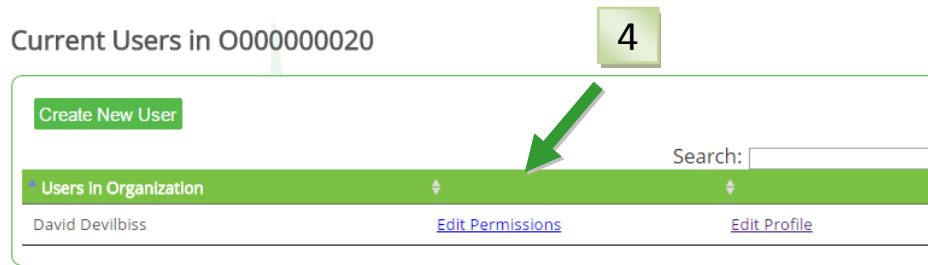 Current Users in O000000020
4
Create New User
Search:
Users in Organization
David Devilbiss Edit Permissions Edit Profile